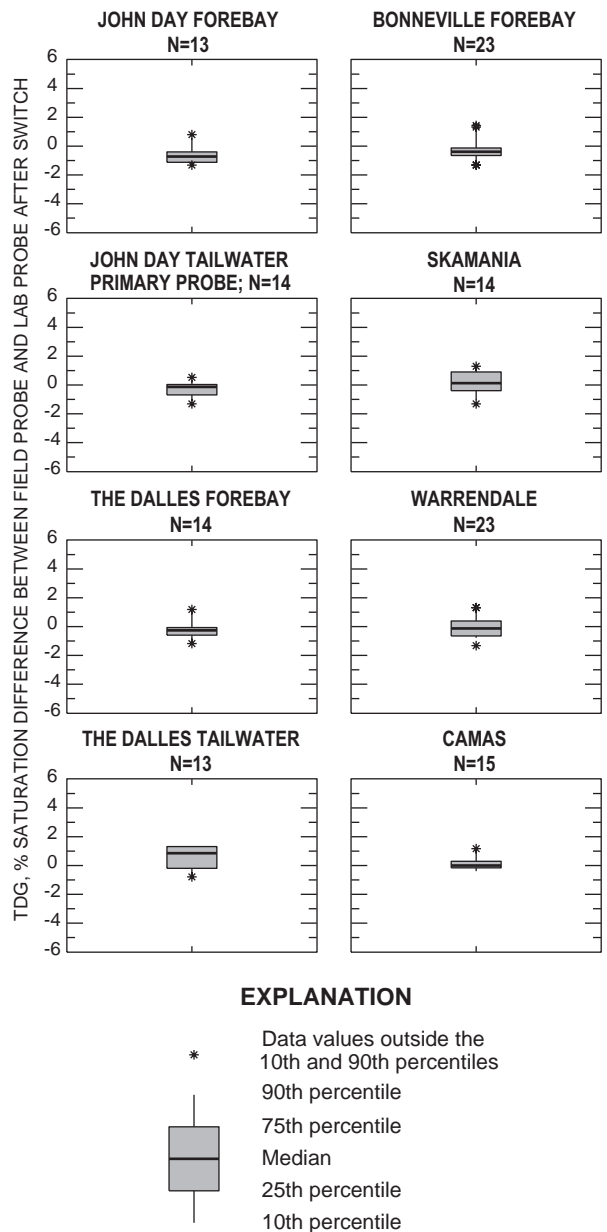 TDG, % SATURATION DIFFERENCE BETWEEN FIELD PROBE AND LAB PROBE AFTER SWITCH
JOHN DAY FOREBAY
N=13
6
4
2
0
-2
-4
-6
BONNEVILLE FOREBAY
N=23
JOHN DAY TAILWATER
PRIMARY PROBE; N=14
6
4
2
0
-2
-4
-6
SKAMANIA
N=14
THE DALLES FOREBAY
N=14
6
4
2
0
-2
-4
-6
WARRENDALE
N=23
THE DALLES TAILWATER
N=13
6
4
2
0
-2
-4
-6
CAMAS
N=15
EXPLANATION
Data values outside the
10th and 90th percentiles
90th percentile
75th percentile
Median
25th percentile
10th percentile